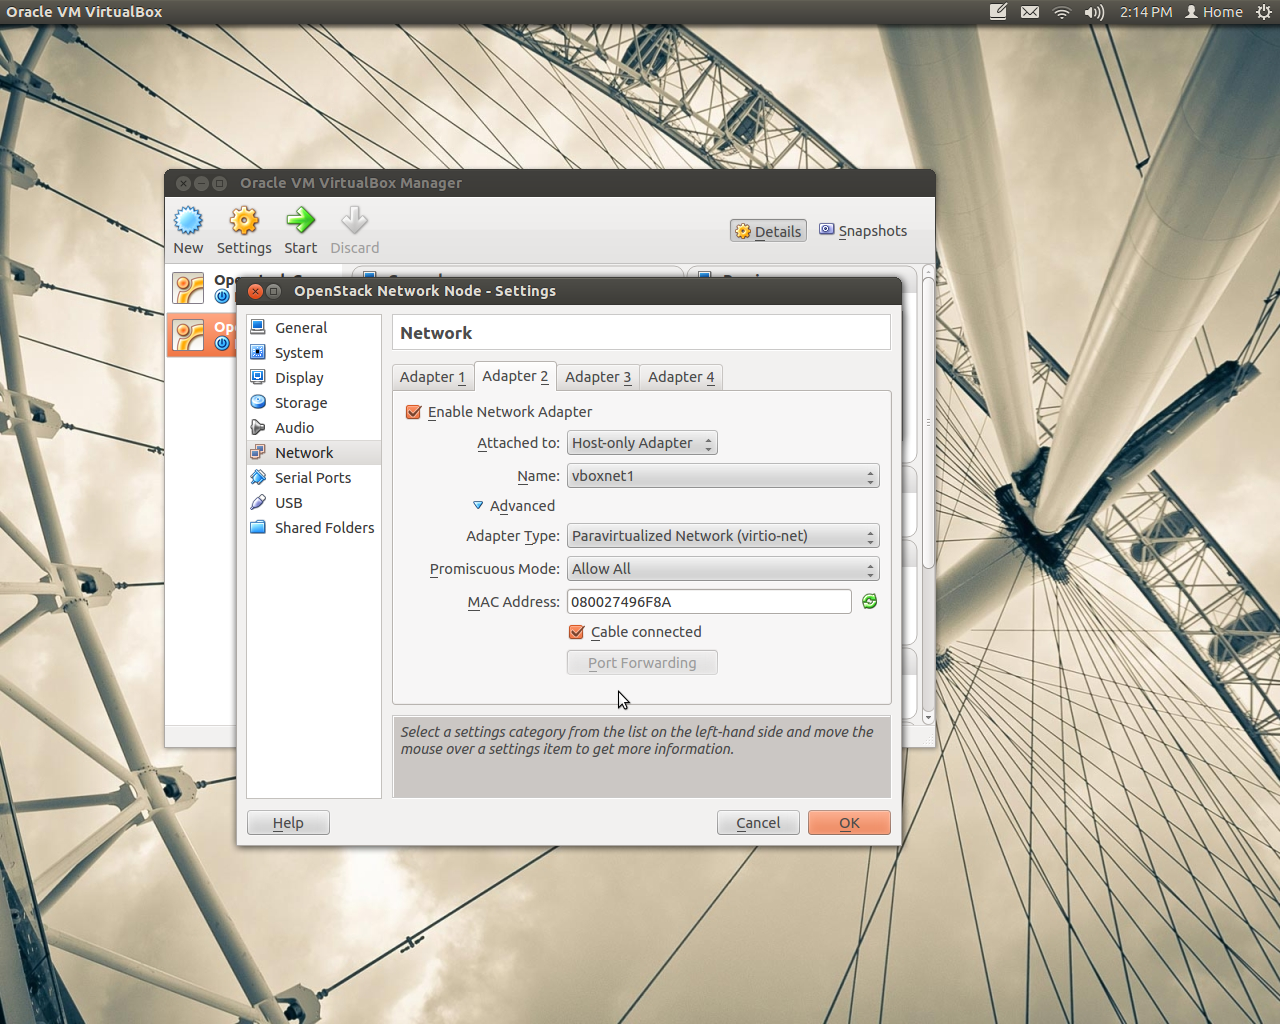 Oracle VM VirtualBox
2:14 PM Home
Oracle VM VirtualBox Manager
New Settings Start Discard
Details Snapshots
OpenStack Network Node - Settings
General
System
Display
Storage
Audio
Network
Serial Ports
USB
Shared Folders
Network
Adapter 1 Adapter 2 Adapter 3 Adapter 4
Enable Network Adapter
Attached to: Host-only Adapter
Name: vboxnet1
Advanced
Adapter Type: Paravirtualized Network (virtio-net)
Promiscuous Mode: Allow All
MAC Address: 080027496F8A
Cable connected
Port Forwarding
Select a settings category from the list on the left-hand side and move the
mouse over a settings item to get more information.
Help Cancel OK